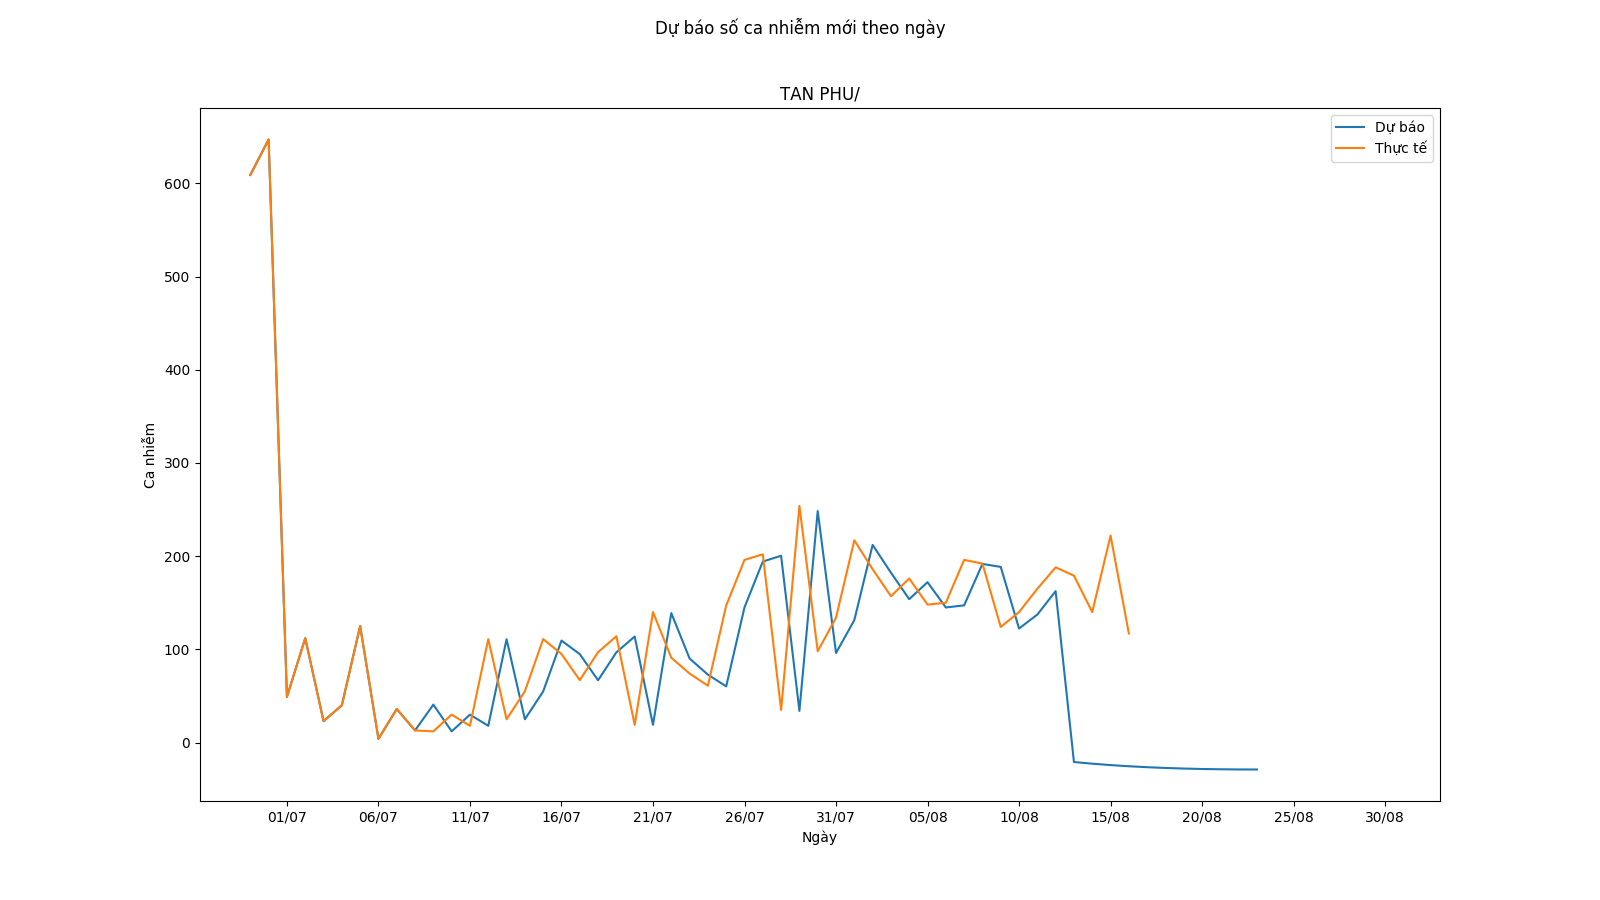 Dự báo số ca nhiễm mới theo ngày
TAN PHU/
Dự báo
Thực tế
600
500
400
300
200
100
0
Ca nhiễm
01/07 06/07 11/07 16/07 21/07 26/07 31/07 05/08 10/08 15/08 20/08 25/08 30/08
Ngày